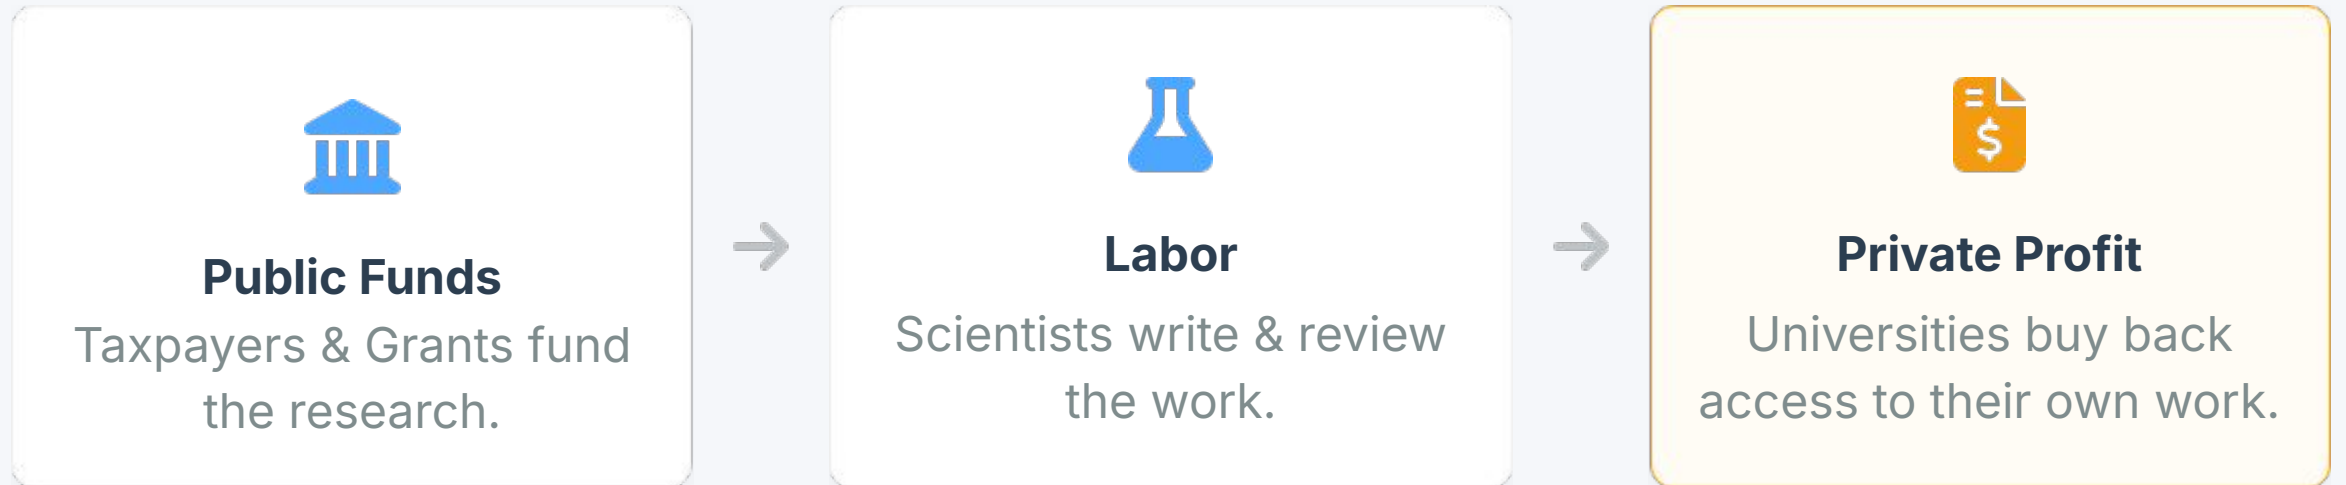 Public Funds
Taxpayers & Grants fund
the research.
Labor
Scientists write & review
the work.
$
Private Profit
Universities buy back
access to their own work.